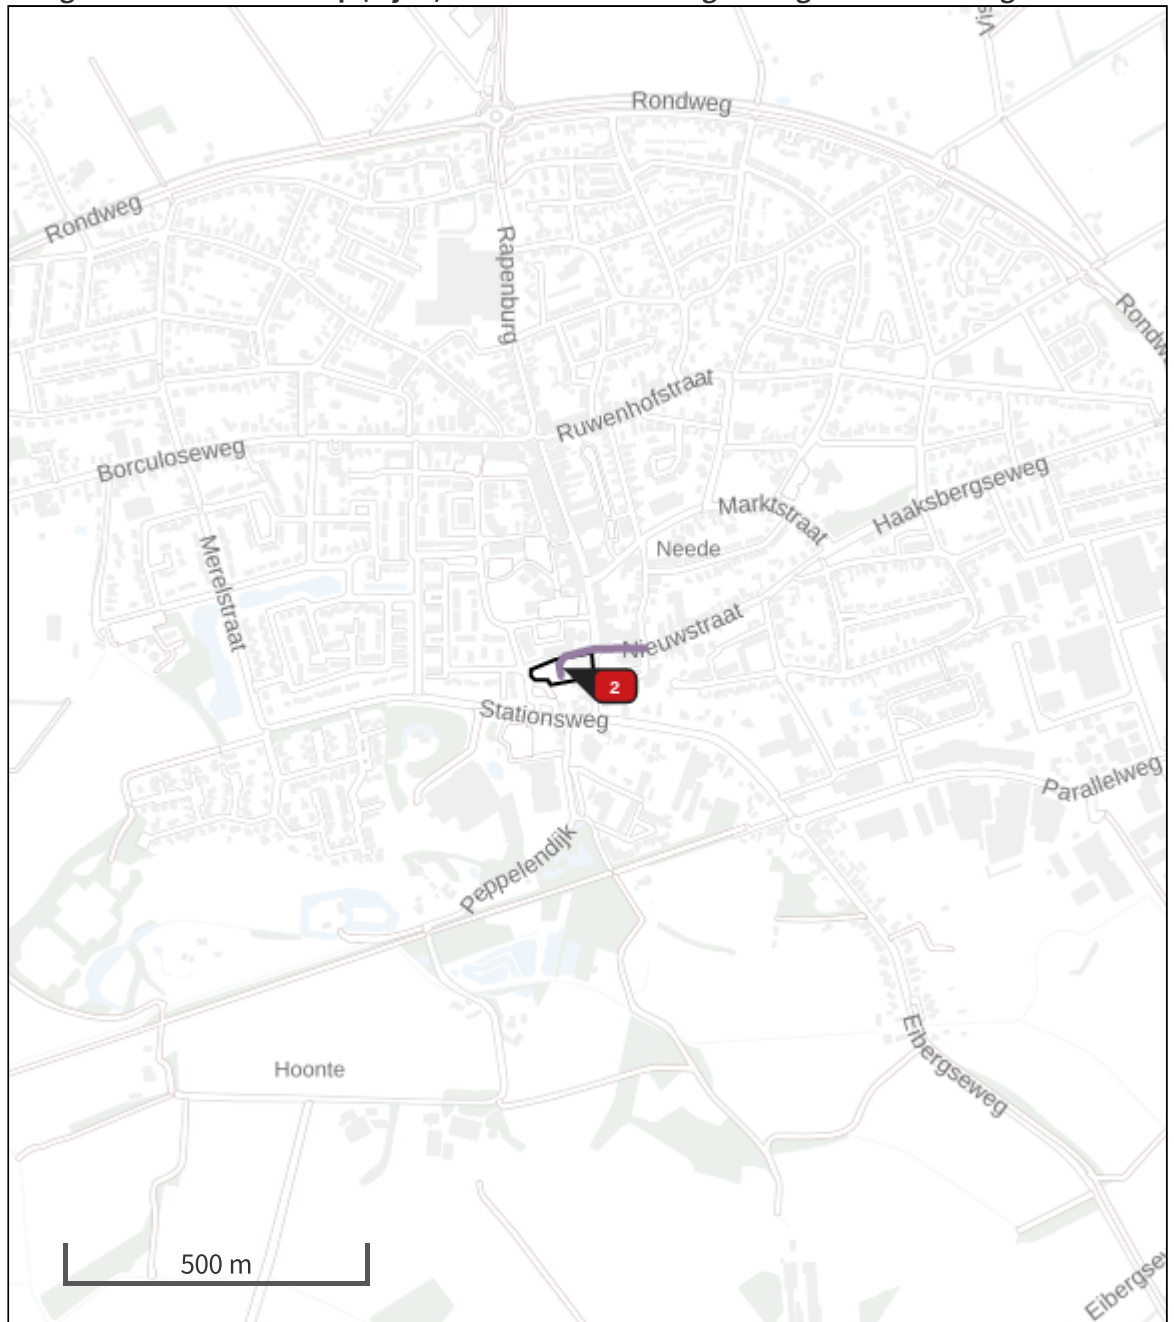 Rondweg
Rondweg
Rapenburg
Rondw
Ruwenhofstraat
Borculoseweg
Marktstraat
Haaksbergseweg
Neede
Merelstraat
Nieuwstraat
2
Stationsweg
Parallelweg
Peppelendijk
Hoonte
Eibergseweg
500 m
Eibergse